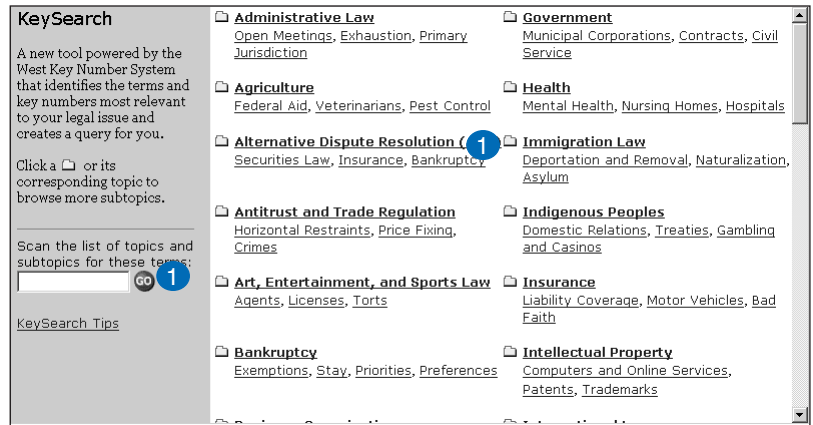 KeySearch
A new tool powered by the
West Key Number System
that identifies the terms and
key numbers most relevant
to your legal issue and
creates a query for you.
Click a or its
corresponding topic to
browse more subtopics.
Scan the list of topics and
subtopics for these terms:
GO 1
KeySearch Tips
Administrative Law
Open Meetings, Exhaustion, Primary
Jurisdiction
Agriculture
Federal Aid, Veterinarians, Pest Control
Alternative Dispute Resolution ( 1
Securities Law, Insurance, Bankruptcy
Antitrust and Trade Regulation
Horizontal Restraints, Price Fixing,
Crimes
Art, Entertainment, and Sports Law
Agents, Licenses, Torts
Bankruptcy
Exemptions, Stay, Priorities, Preferences
Government
Municipal Corporations, Contracts, Civil
Service
Health
Mental Health, Nursing Homes, Hospitals
Immigration Law
Deportation and Removal, Naturalization,
Asylum
Indigenous Peoples
Domestic Relations, Treaties, Gambling
and Casinos
Insurance
Liability Coverage, Motor Vehicles, Bad
Faith
Intellectual Property
Computers and Online Services,
Patents, Trademarks